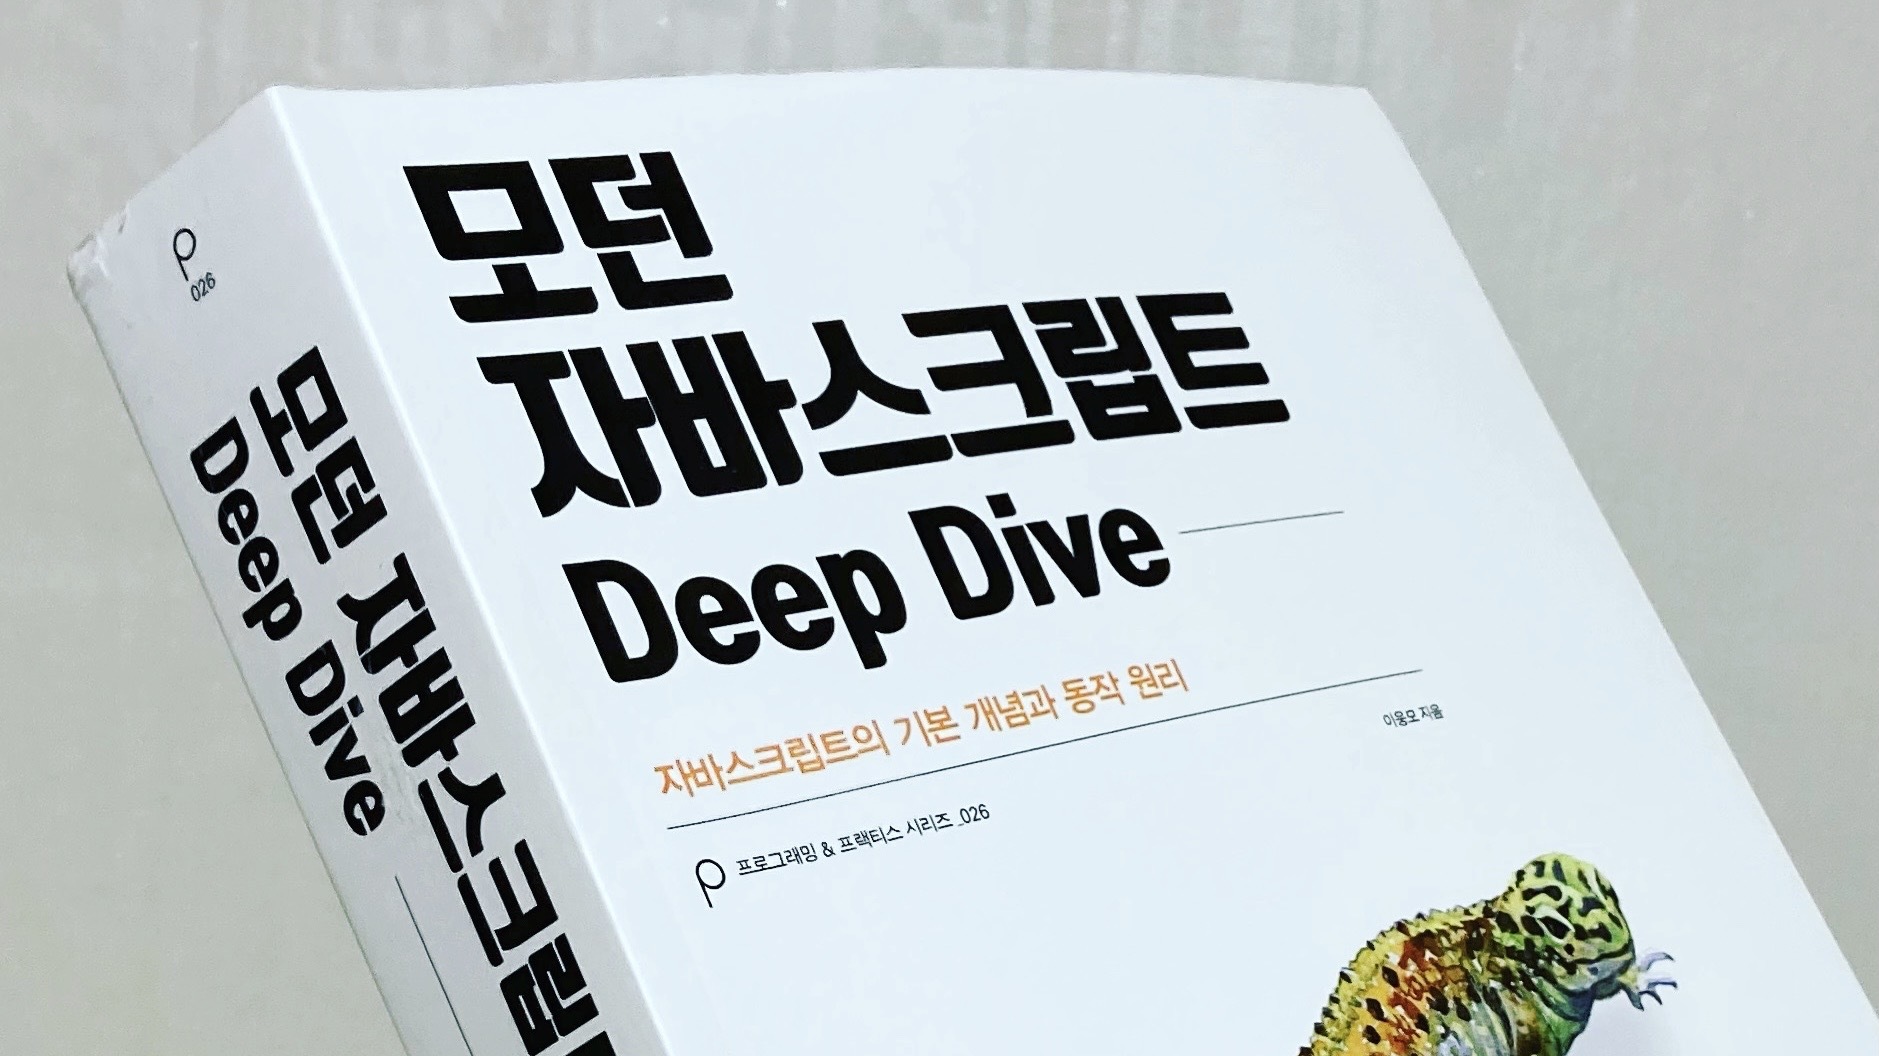 026
모던 자바스크립
Deep Dive
모던
자바스크립트
Deep Dive
자바스크립트의 기본 개념과 동작 원리
이웅모 지음
프로그래밍 & 프랙티스 시리즈_026